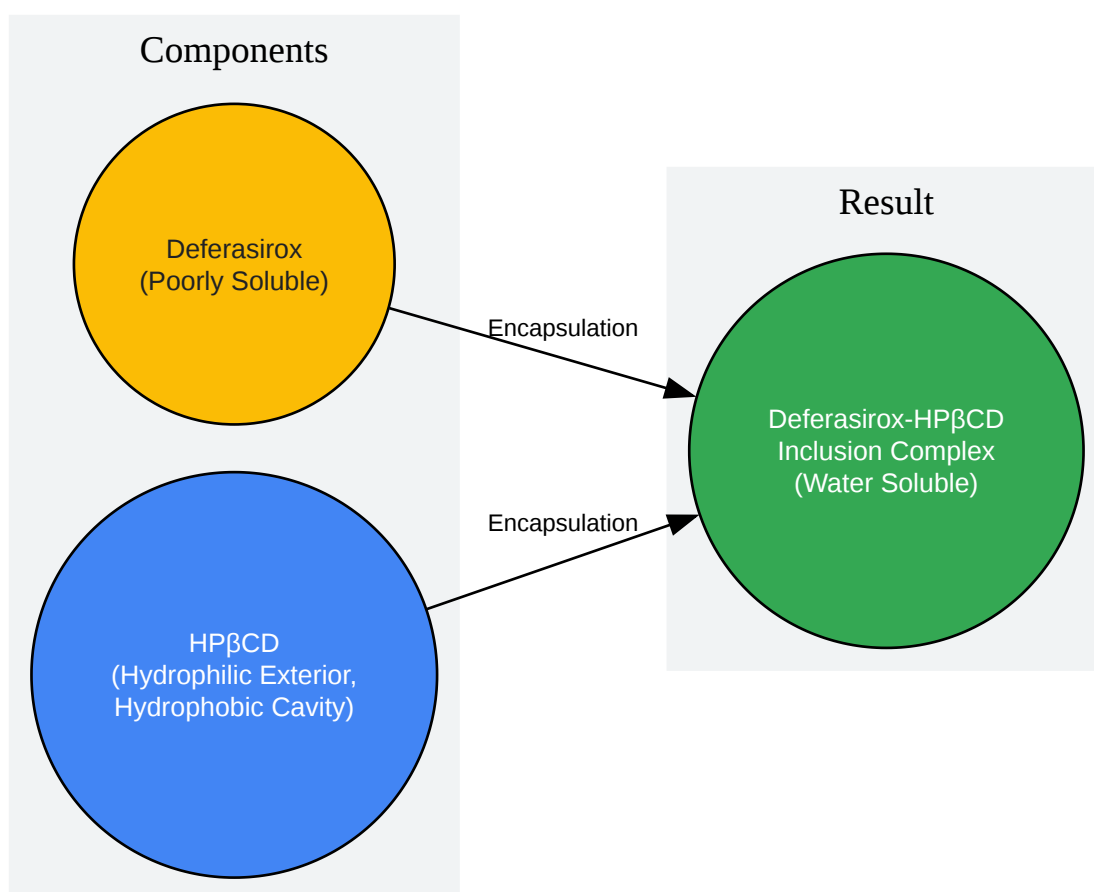 Components
Deferasirox
(Poorly Soluble)
Encapsulation
HPβCD
(Hydrophilic Exterior,
Hydrophobic Cavity)
Encapsulation
Result
Deferasirox-HPβCD
Inclusion Complex
(Water Soluble)